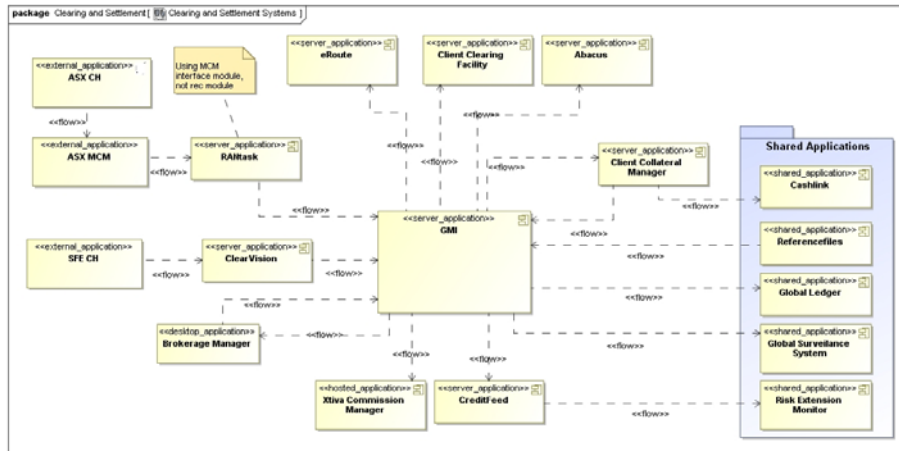 package Clearing and Settlement [ Clearing and Settlement Systems ]
<<server_application>>
eRoute
<<server_application>>
Client Clearing
Facility
<<server_application>>
Abacus
<<external_application>>
ASX CH
Using MCM
interface module,
not rec module
<<flow>>
<<flow>>
<<flow>>
<<flow>>
<<external_application>>
ASX MCM
<<flow>>
<<server_application>>
RANtask
<<flow>>
<<flow>>
<<server_application>>
Client Collateral
Manager
<<flow>>
<<flow>>
Shared Applications
<<shared_application>>
Cashlink
<<server_application>>
GMI
<<shared_application>>
Referencefiles
<<flow>>
<<external_application>>
SFE CH
<<flow>>
<<server_application>>
ClearVision
<<flow>>
<<flow>>
<<shared_application>>
Global Ledger
<<flow>>
<<desktop_application>>
Brokerage Manager
<<flow>>
<<flow>>
<<flow>>
<<flow>>
<<shared_application>>
Global Surveilance
System
<<hosted_application>>
Xtiva Commission
Manager
<<server_application>>
CreditFeed
<<flow>>
<<shared_application>>
Risk Extension
Monitor